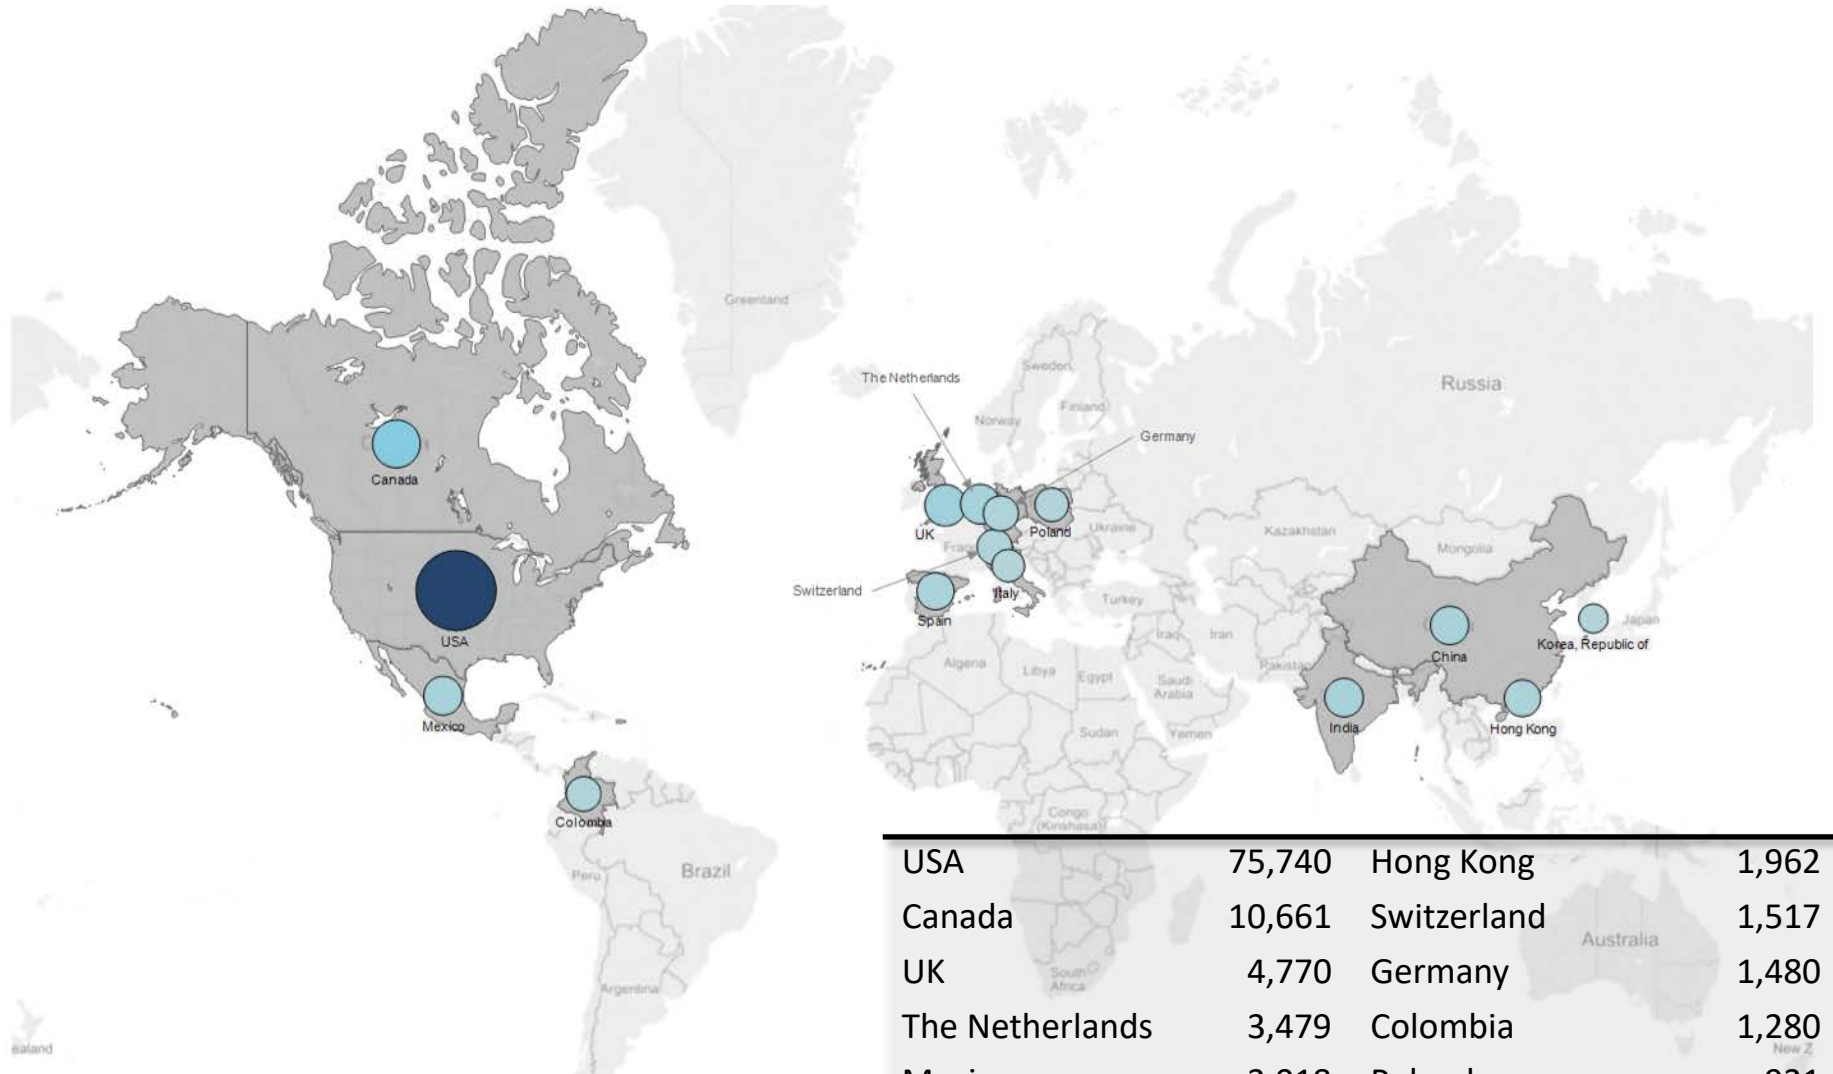 Greenland
The Netherlands
Sweden
Russia
Norway
Finland
Germany
Canada
UK
Poland
Ukraine
Kazakhstan
Mongolia
Switzerland
Italy
Spain
Turkey
Japan
USA
Iraq
Iran
China
Korea, Republic of
Algeria
Libya
Egypt
Pakistan
Saudi
Arabia
Mexico
Sudan
Yemen
India
Hong Kong
Colomba
Congo
(Kinshasa)
Peru
Brazil
USA 75,740 Hong Kong 1,962
Canada 10,661 Switzerland 1,517
Australia
UK 4,770 Germany 1,480
South
Africa
Argentina
The Netherlands 3,479 Colombia 1,280
ealand
New Z